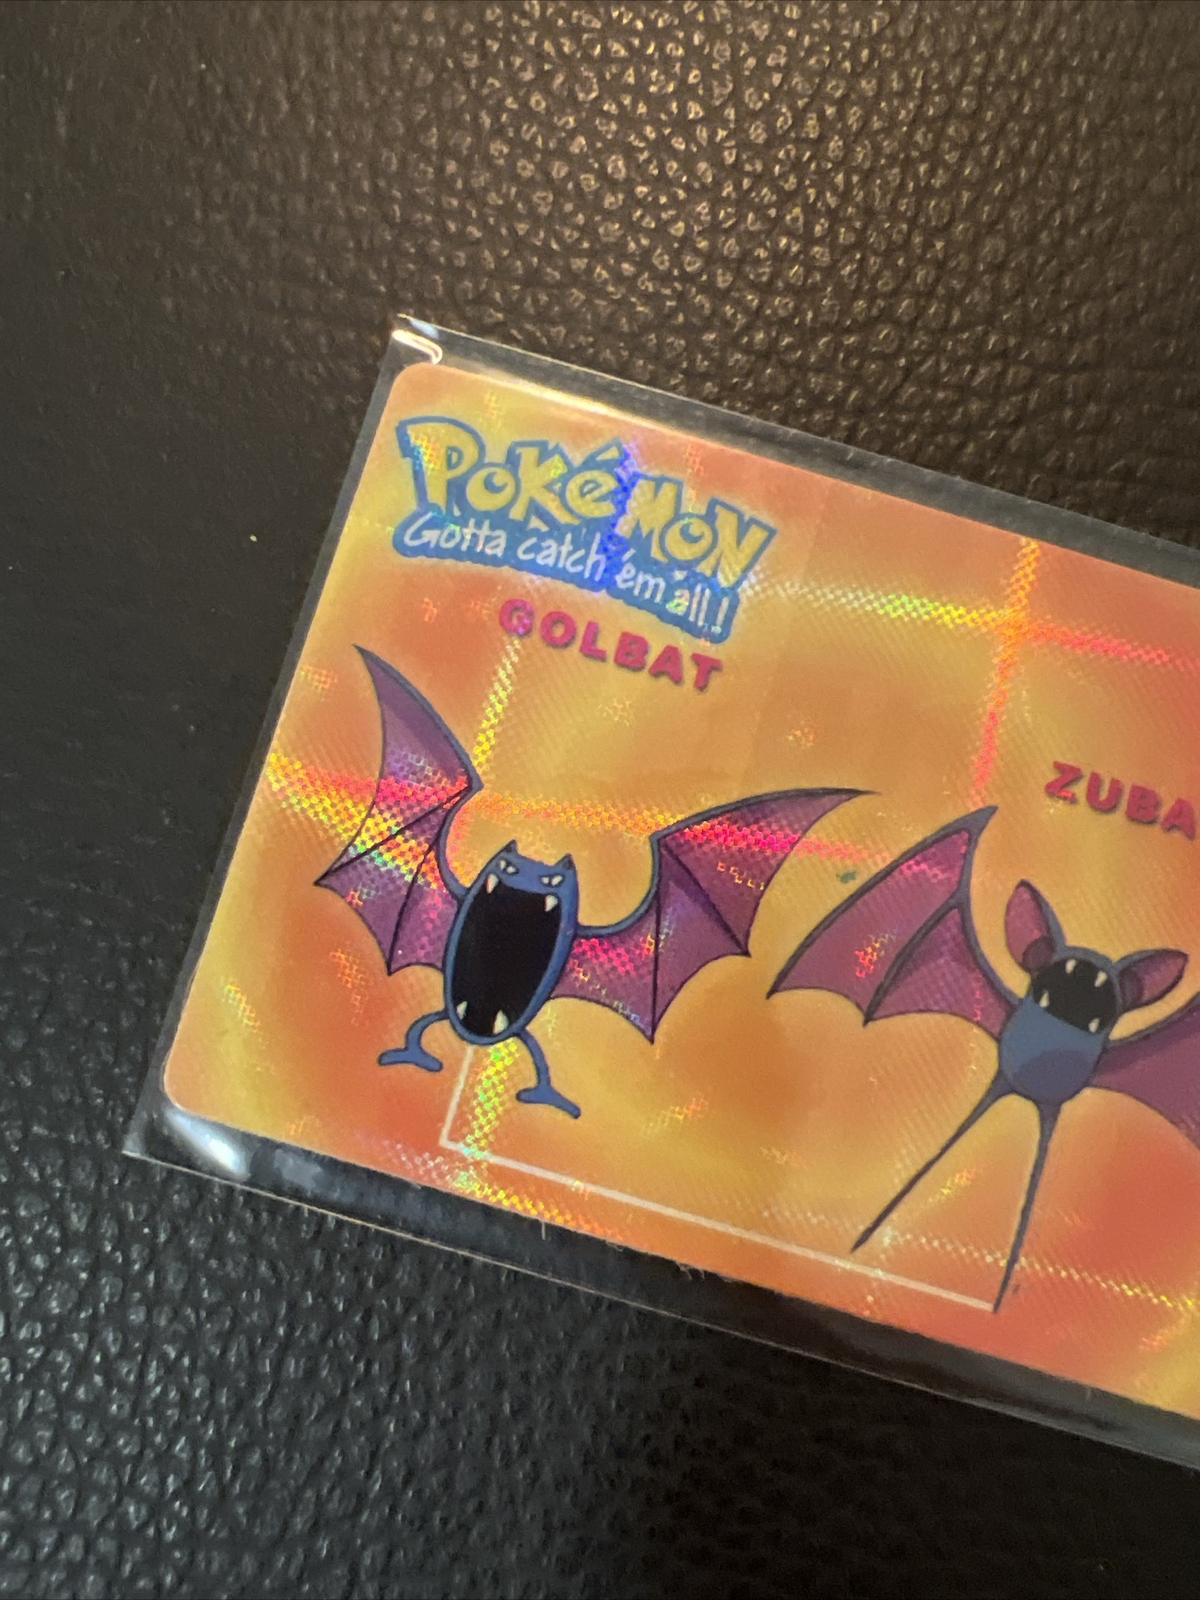 POKéMON
Gotta catch 'em all!
GOLBAT
ZUBA